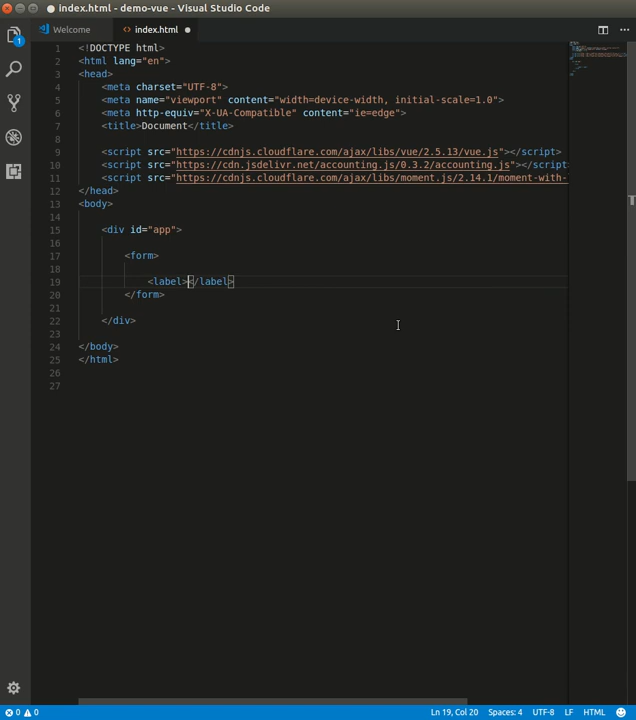 index.html - demo-vue - Visual Studio Code
1
Welcome
<> index.html
1 <!DOCTYPE html>
2 <html lang="en">
3 <head>
4 <meta charset="UTF-8">
5 <meta name="viewport" content="width=device-width, initial-scale=1.0">
6 <meta http-equiv="X-UA-Compatible" content="ie=edge">
7 <title>Document</title>
8
9 <script src="https://cdnjs.cloudflare.com/ajax/libs/vue/2.5.13/vue.js"></script>
10 <script src="https://cdn.jsdelivr.net/accounting.js/0.3.2/accounting.js"></script
11 <script src="https://cdnjs.cloudflare.com/ajax/libs/moment.js/2.14.1/moment-with-
12 </head>
13 <body>
14
15 <div id="app">
16
17 <form>
18
19 <label></label>
20 </form>
21
22 </div>
23
24 </body>
25 </html>
26
27
0 0 Ln 19, Col 20 Spaces: 4 UTF-8 LF HTML